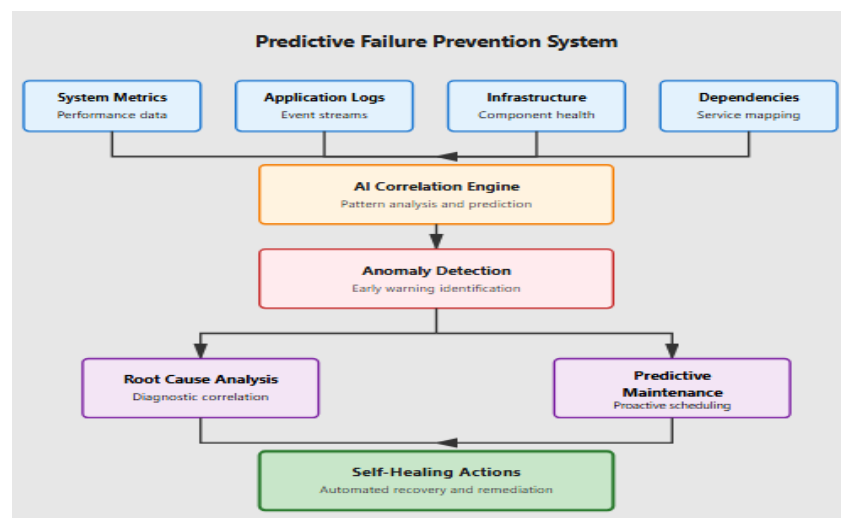 Predictive Failure Prevention System
System Metrics
Performance data
Application Logs
Event streams
Infrastructure
Component health
Dependencies
Service mapping
AI Correlation Engine
Pattern analysis and prediction
Anomaly Detection
Early warning identification
Root Cause Analysis
Diagnostic correlation
Predictive
Maintenance
Proactive scheduling
Self-Healing Actions
Automated recovery and remediation